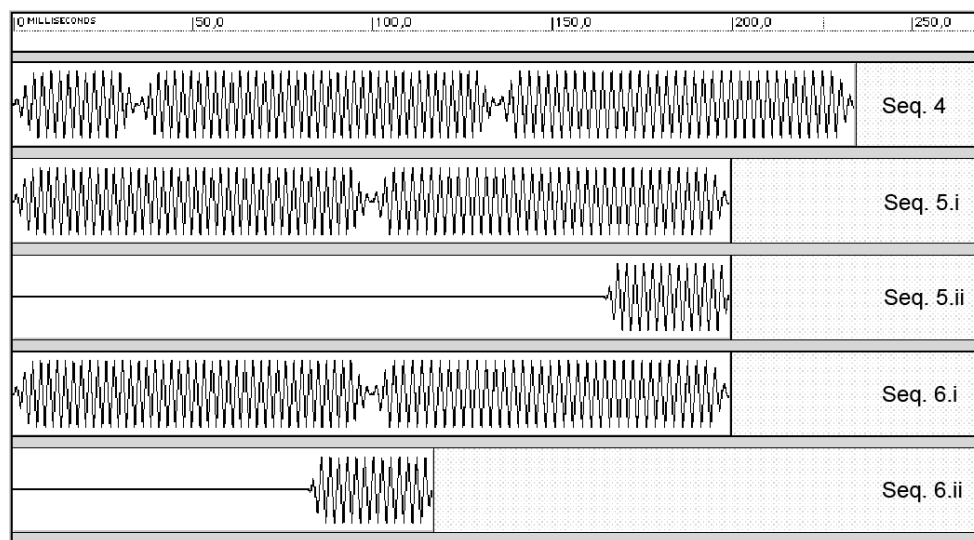 0 MILLISECONDS 50,0 100,0 150,0 200,0 250,0
Seq. 4
Seq. 5.i
Seq. 5.ii
Seq. 6.i
Seq. 6.ii